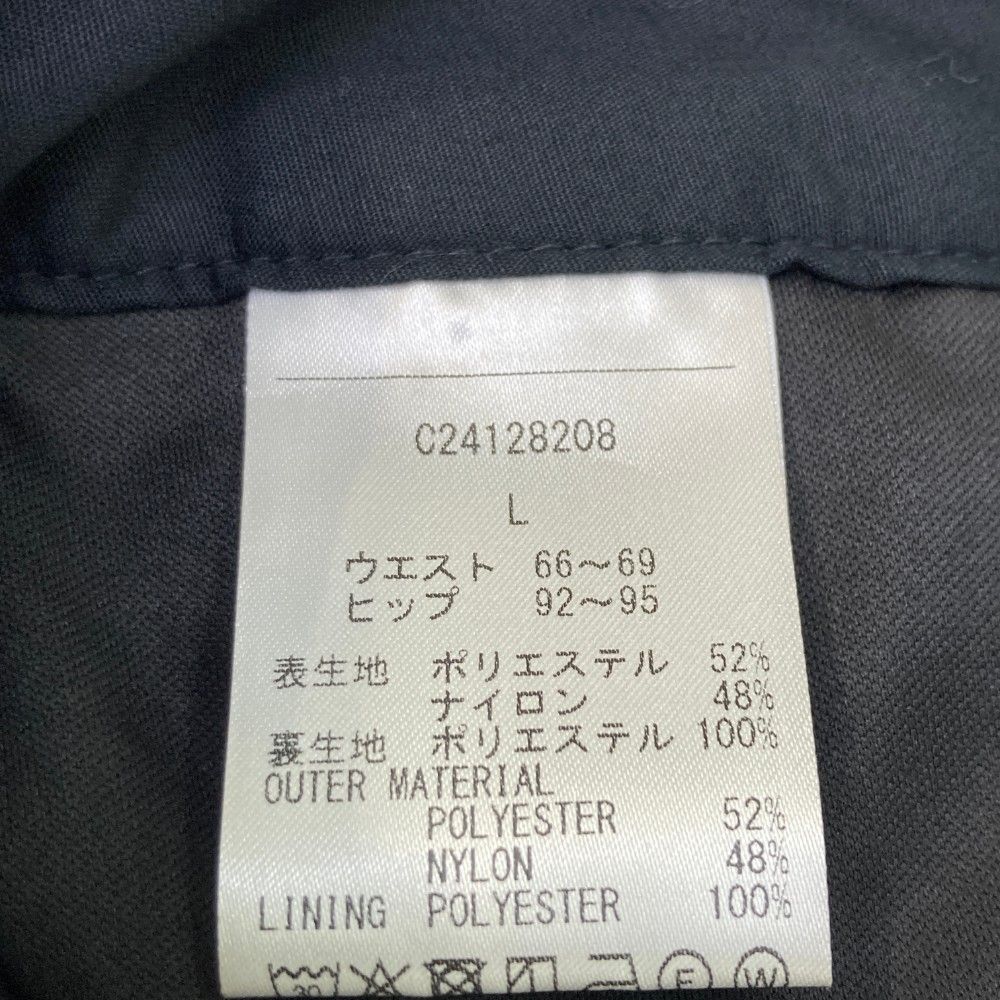 C24128208
L
ウエスト 66〜69
ヒップ 92〜95
表生地 ポリエステル 52%
ナイロン 48%
裏生地 ポリエステル 100%
OUTER MATERIAL
POLYESTER 52%
NYLON 48%
LINING POLYESTER 100%
30 F W